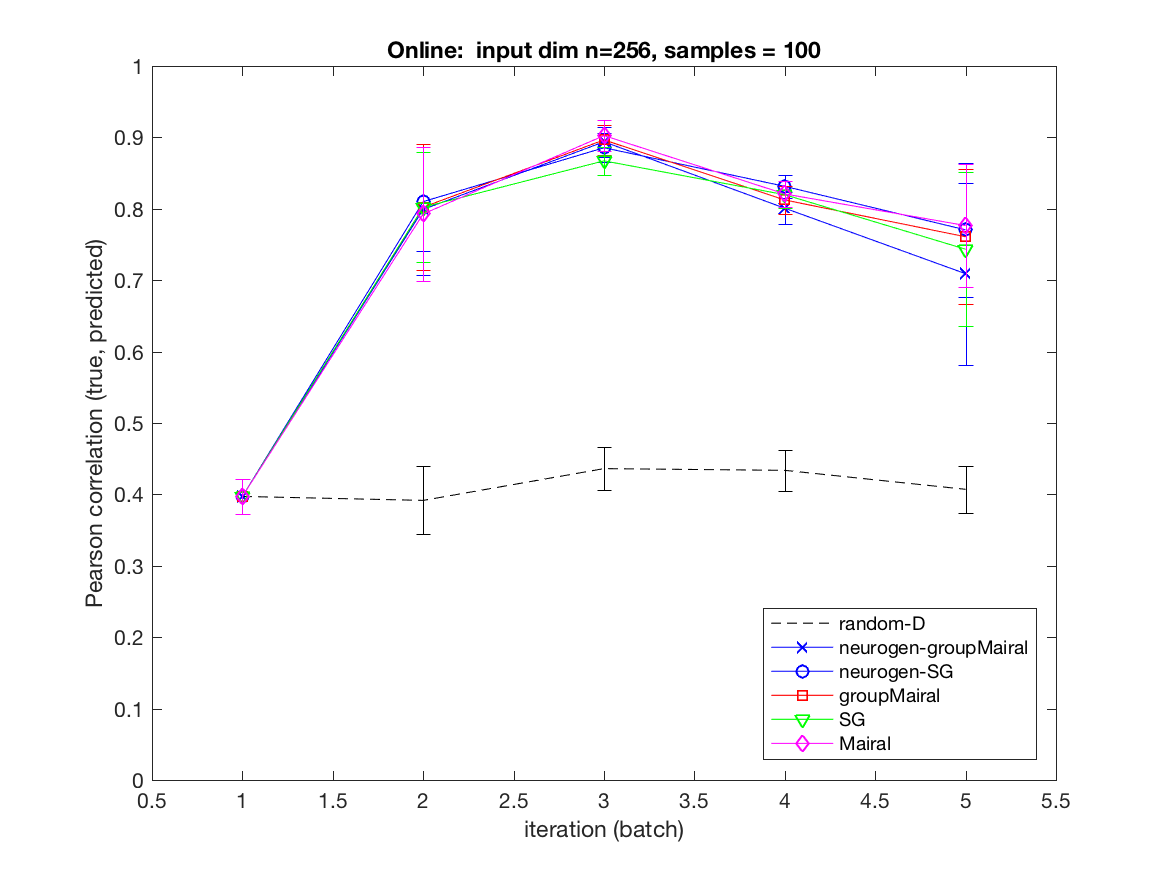 Online:  input dim n=256, samples = 100
Pearson correlation (true, predicted)
1
0.9
0.8
0.7
0.6
0.5
0.4
0.3
0.2
0.1
0
random-D
neurogen-groupMairal
neurogen-SG
groupMairal
SG
Mairal
0.5 1 1.5 2 2.5 3 3.5 4 4.5 5 5.5
iteration (batch)